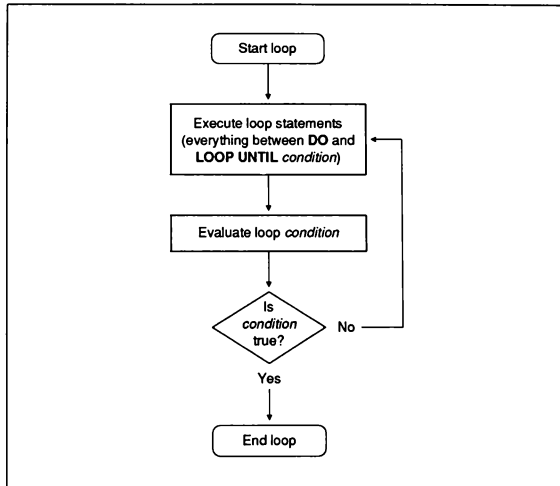 Start loop
Execute loop statements
(everything between DO and
LOOP UNTIL condition)
Evaluate loop condition
Is
condition
true?
No
Yes
End loop